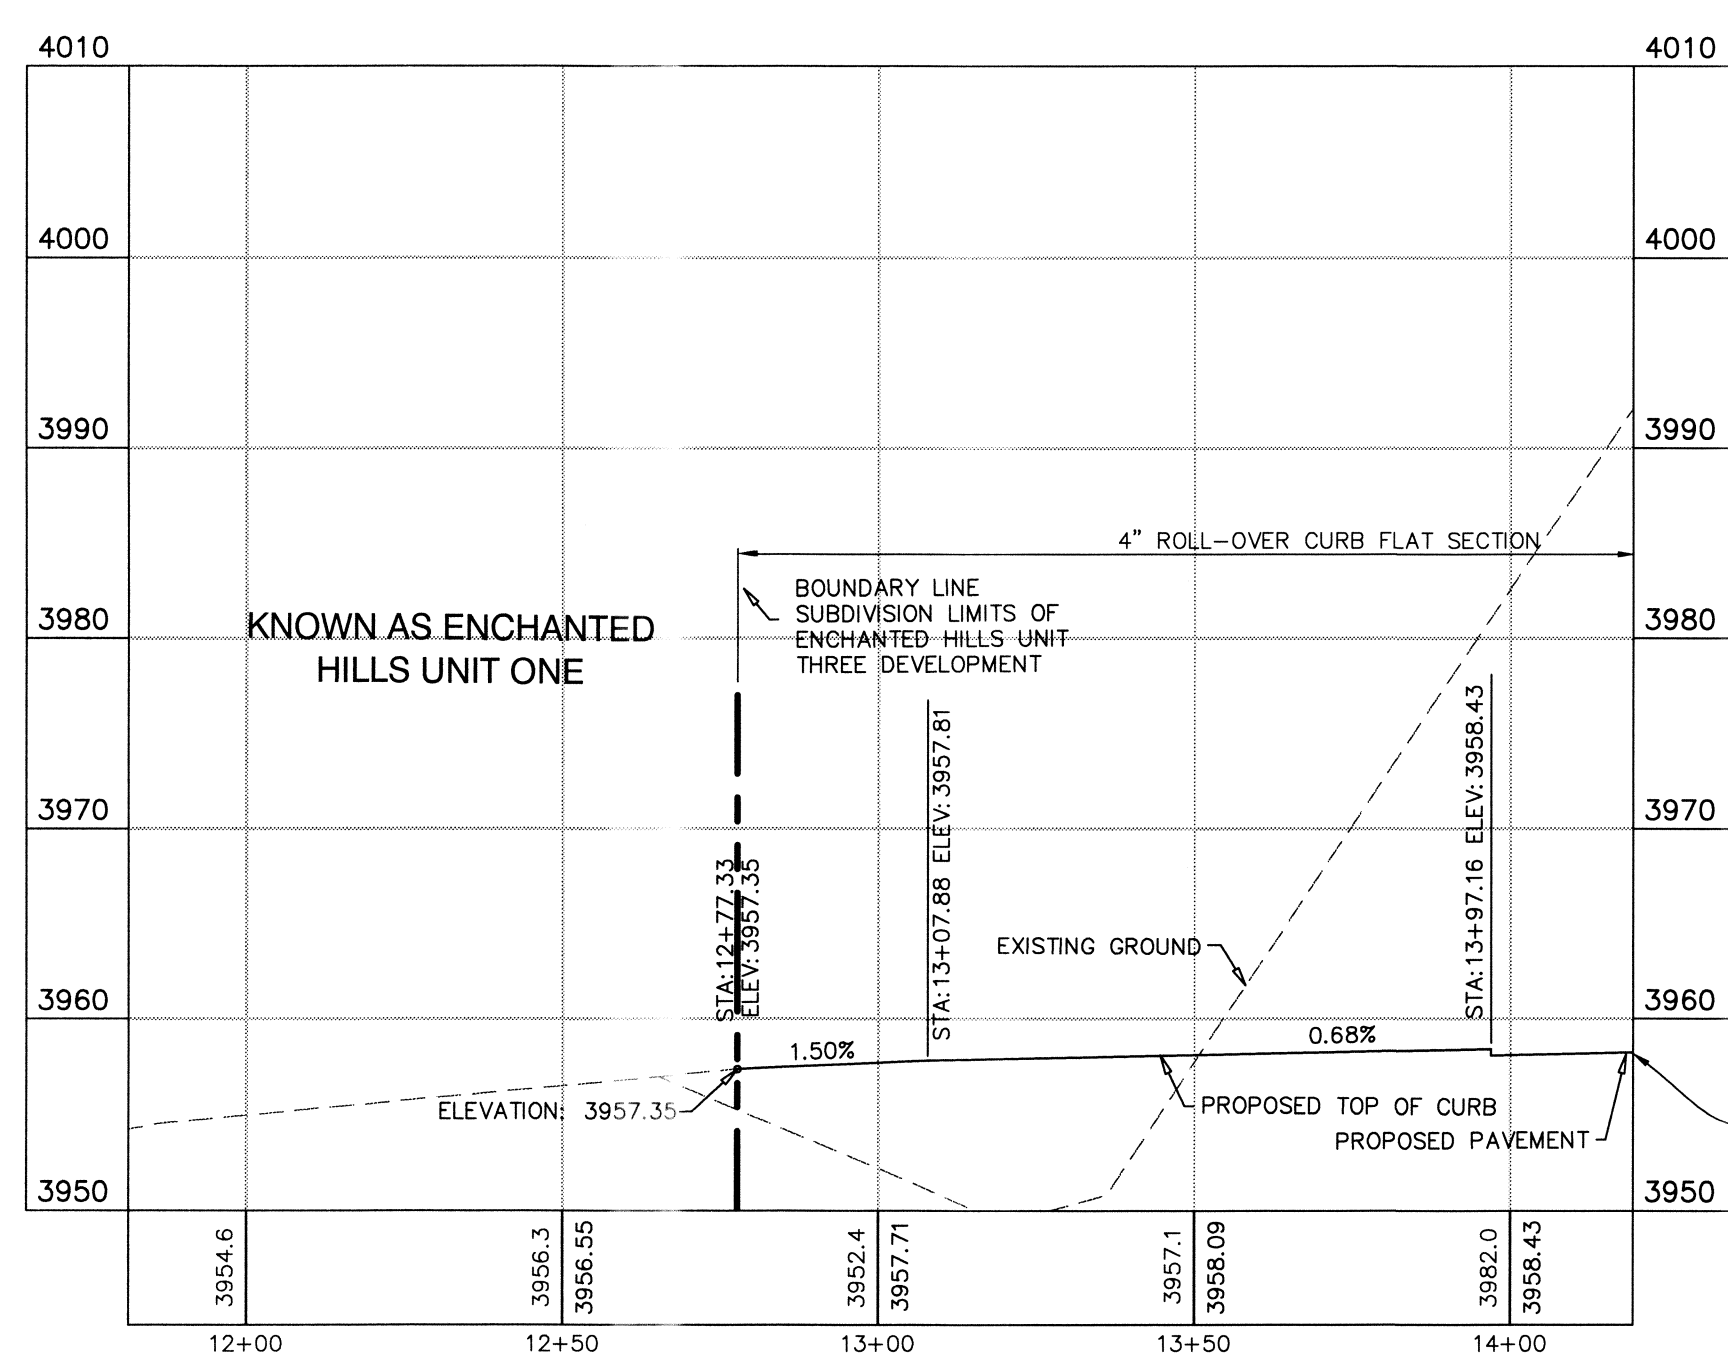 4010
4010
4000
4000
3990
3990
4" ROLL-OVER CURB FLAT SECTION
BOUNDARY LINE
SUBDIVISION LIMITS OF
ENCHANTED HILLS UNIT
THREE DEVELOPMENT
KNOWN AS ENCHANTED
HILLS UNIT ONE
3980
3980
3970
3970
STA:12+77.33
ELEV:3957.35
STA:13+07.88 ELEV:3957.81
STA:13+97.16 ELEV:3958.43
EXISTING GROUND
3960
3960
1.50%
0.68%
ELEVATION: 3957.35
PROPOSED TOP OF CURB
PROPOSED PAVEMENT
3950
3950
3954.6
3956.3
3956.55
3952.4
3957.71
3957.1
3958.09
3982.0
3958.43
12+00
12+50
13+00
13+50
14+00